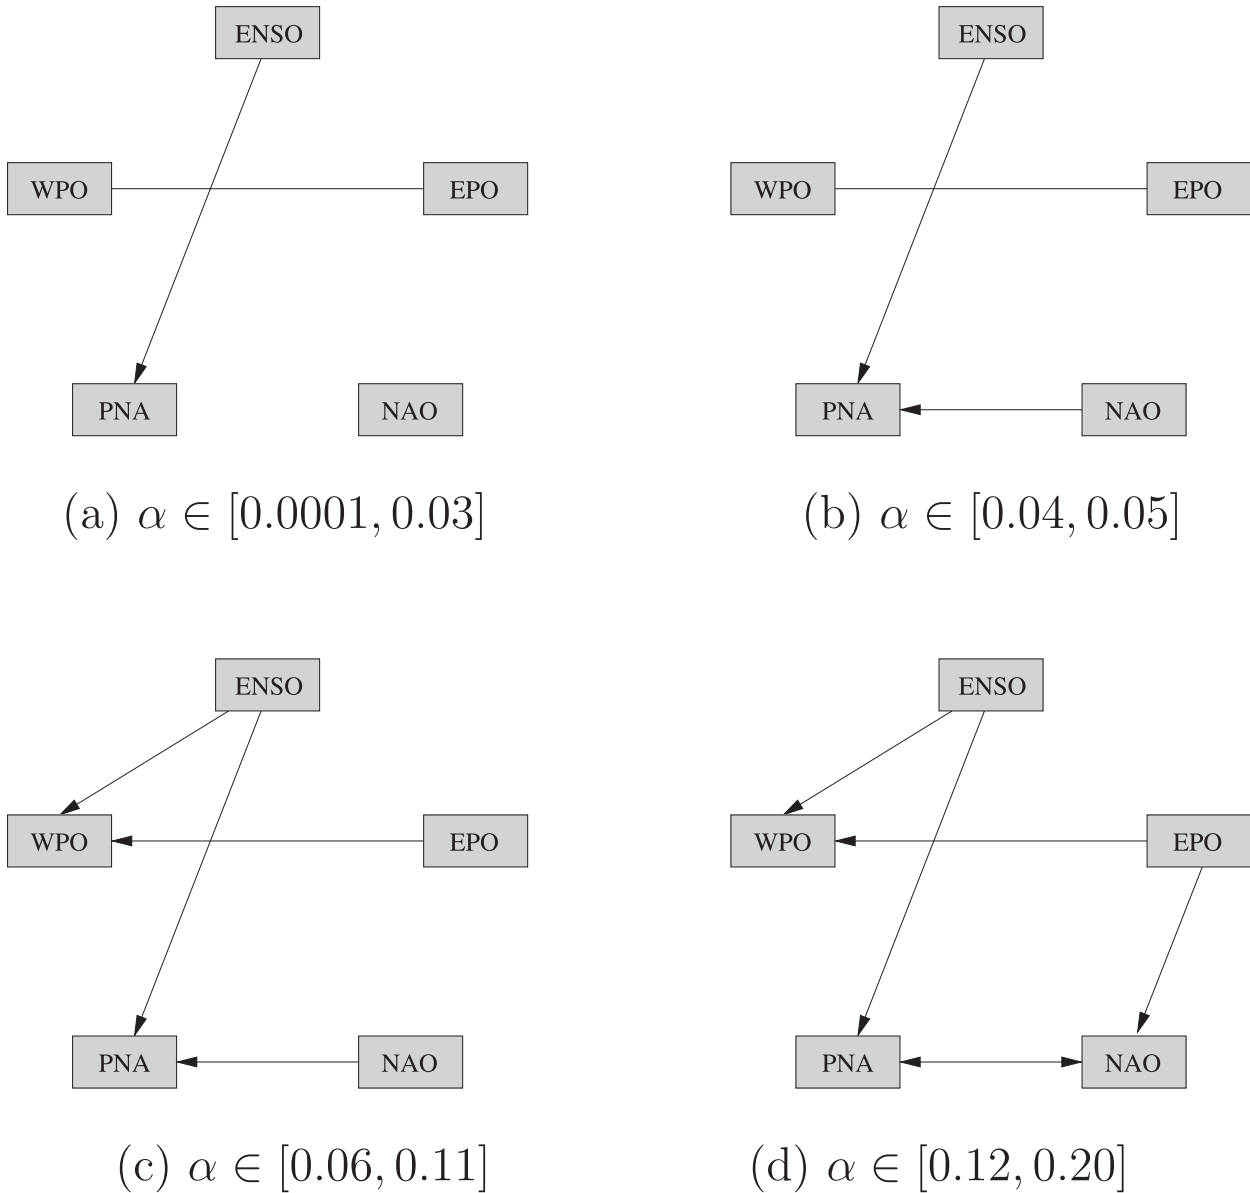 ENSO
ENSO
WPO
EPO
WPO
EPO
PNA
NAO
PNA
NAO
(a) α ∈ [0.0001, 0.03]
(b) α ∈ [0.04, 0.05]
ENSO
ENSO
WPO
EPO
WPO
EPO
PNA
NAO
PNA
NAO
(c) α ∈ [0.06, 0.11]
(d) α ∈ [0.12, 0.20]